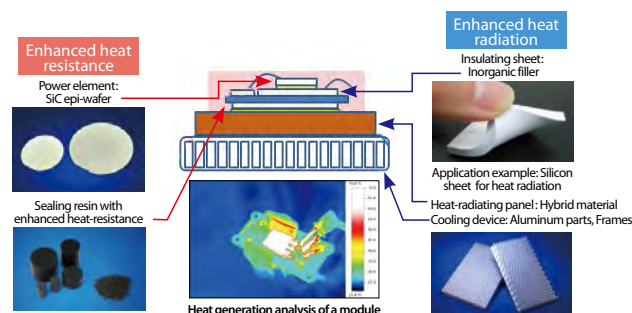 Enhanced heat
resistance
Power element:
SiC epi-wafer
Sealing resin with
enhanced heat-resistance
Enhanced heat
radiation
Insulating sheet:
Inorganic filler
Application example: Silicon
sheet for heat radiation
Heat-radiating panel: Hybrid material
Cooling device: Aluminum parts, Frames
Heat generation analysis of a module